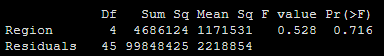 Df Sum Sq Mean Sq F value Pr(>F)
Region 4 4686124 1171531 0.528 0.716
Residuals 45 99848425 2218854